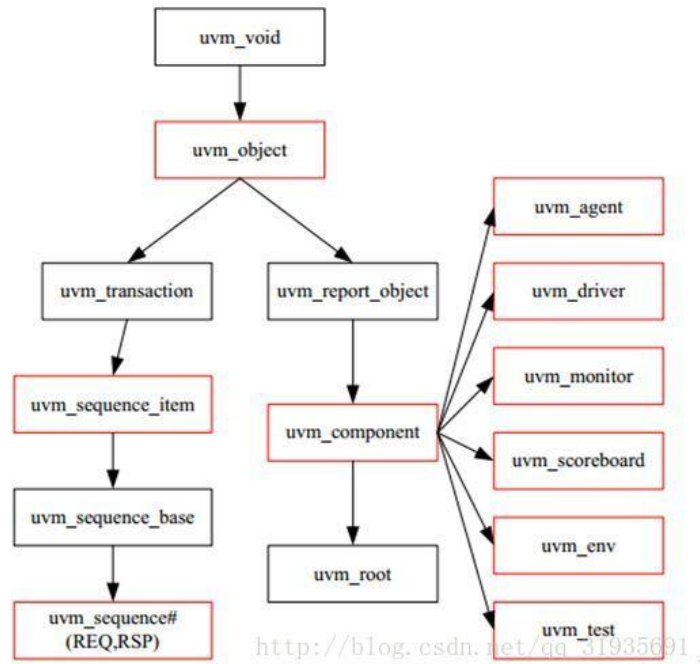 uvm_void
uvm_object
uvm_agent
uvm_transaction
uvm_report_object
uvm_driver
uvm_monitor
uvm_sequence_item
uvm_component
uvm_scoreboard
uvm_sequence_base
uvm_env
uvm_root
uvm_sequence#
(REQ,RSP)
uvm_test
http://blog.csdn.net/qq_31935691